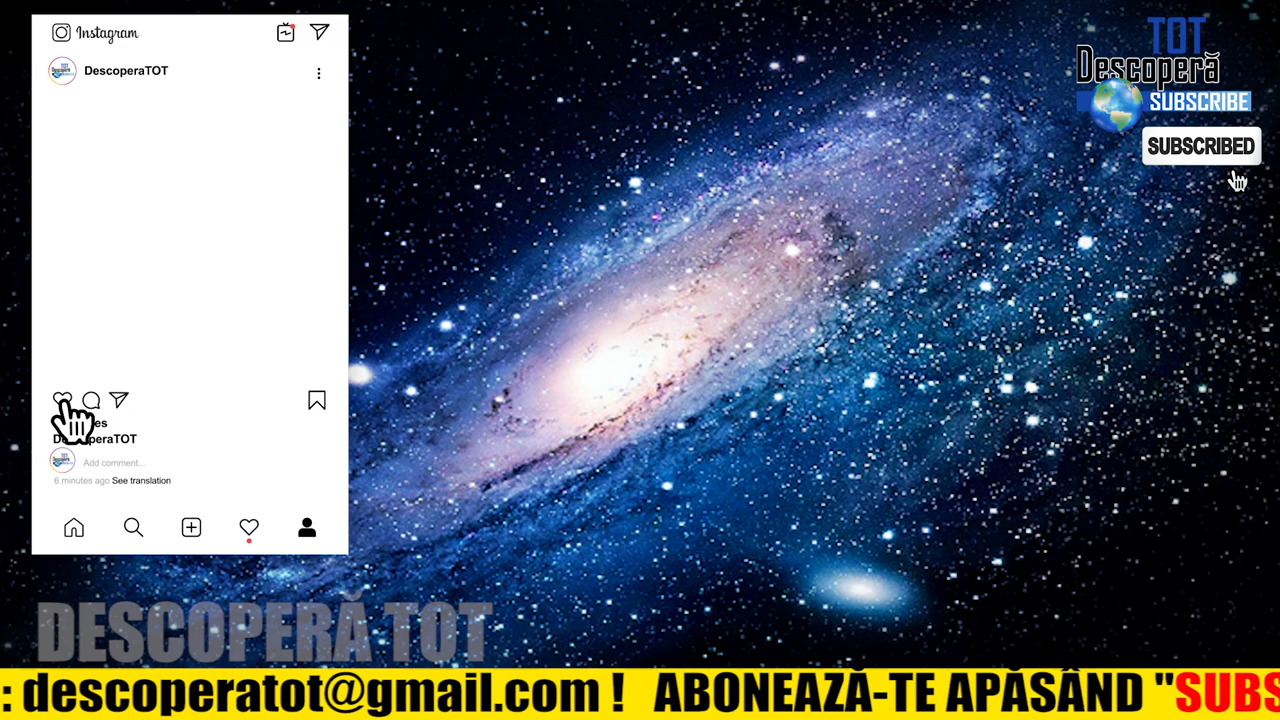 Instagram
DescoperaTOT
DescoperaTOT
Add comment...
6 minutes ago See translation
TOT
Descoperă
SUBSCRIBE
SUBSCRIBED
DESCOPERĂ TOT
: descoperatot@gmail.com ! ABONEAZĂ-TE APĂSÂND "SUBS